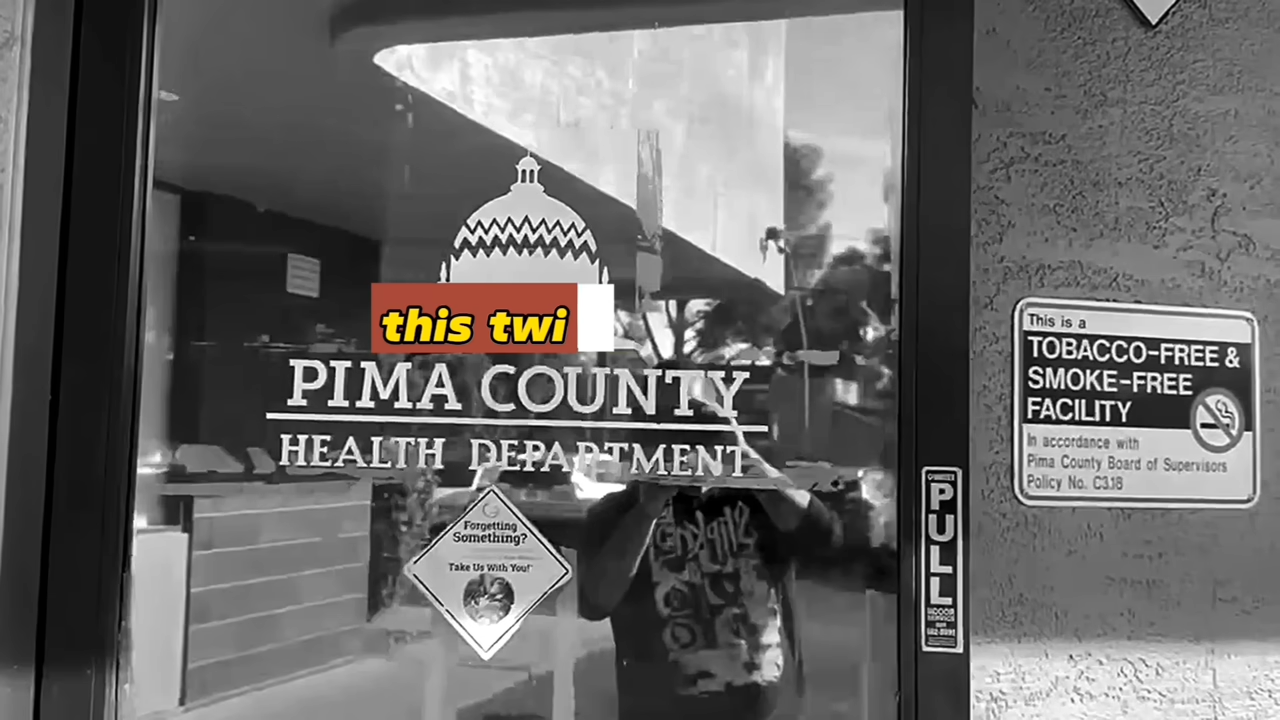 this twi
PIMA COUNTY
HEALTH DEPARTMENT
Forgetting
Something?
Take Us With You!
PULL
This is a
TOBACCO-FREE &
SMOKE-FREE
FACILITY
In accordance with
Pima County Board of Supervisors
Policy No. C3.18